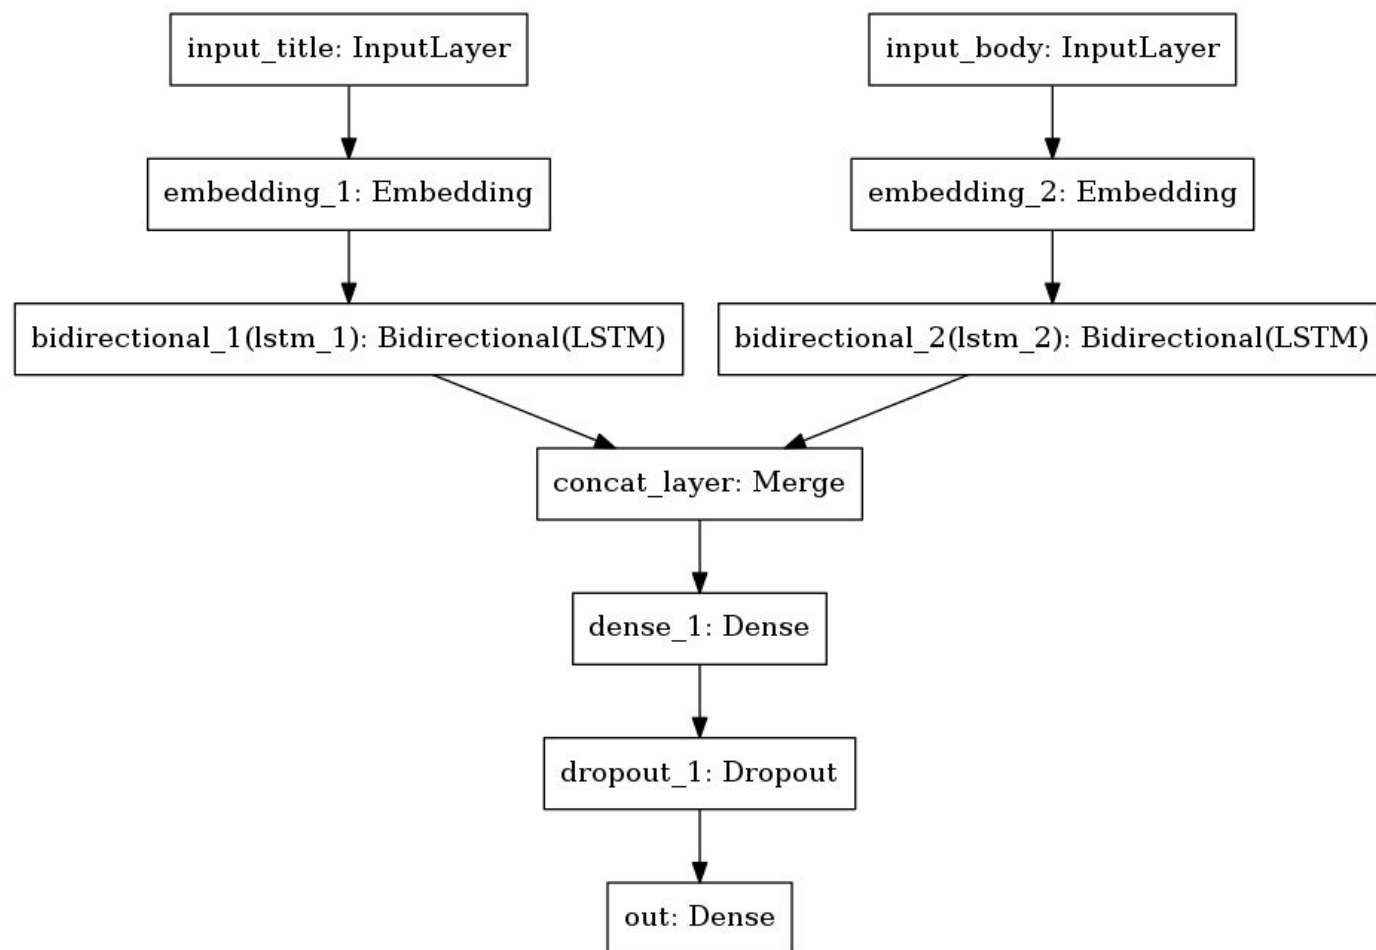 input_title: InputLayer
input_body: InputLayer
embedding_1: Embedding
embedding_2: Embedding
bidirectional_1(lstm_1): Bidirectional(LSTM)
bidirectional_2(lstm_2): Bidirectional(LSTM)
concat_layer: Merge
dense_1: Dense
dropout_1: Dropout
out: Dense